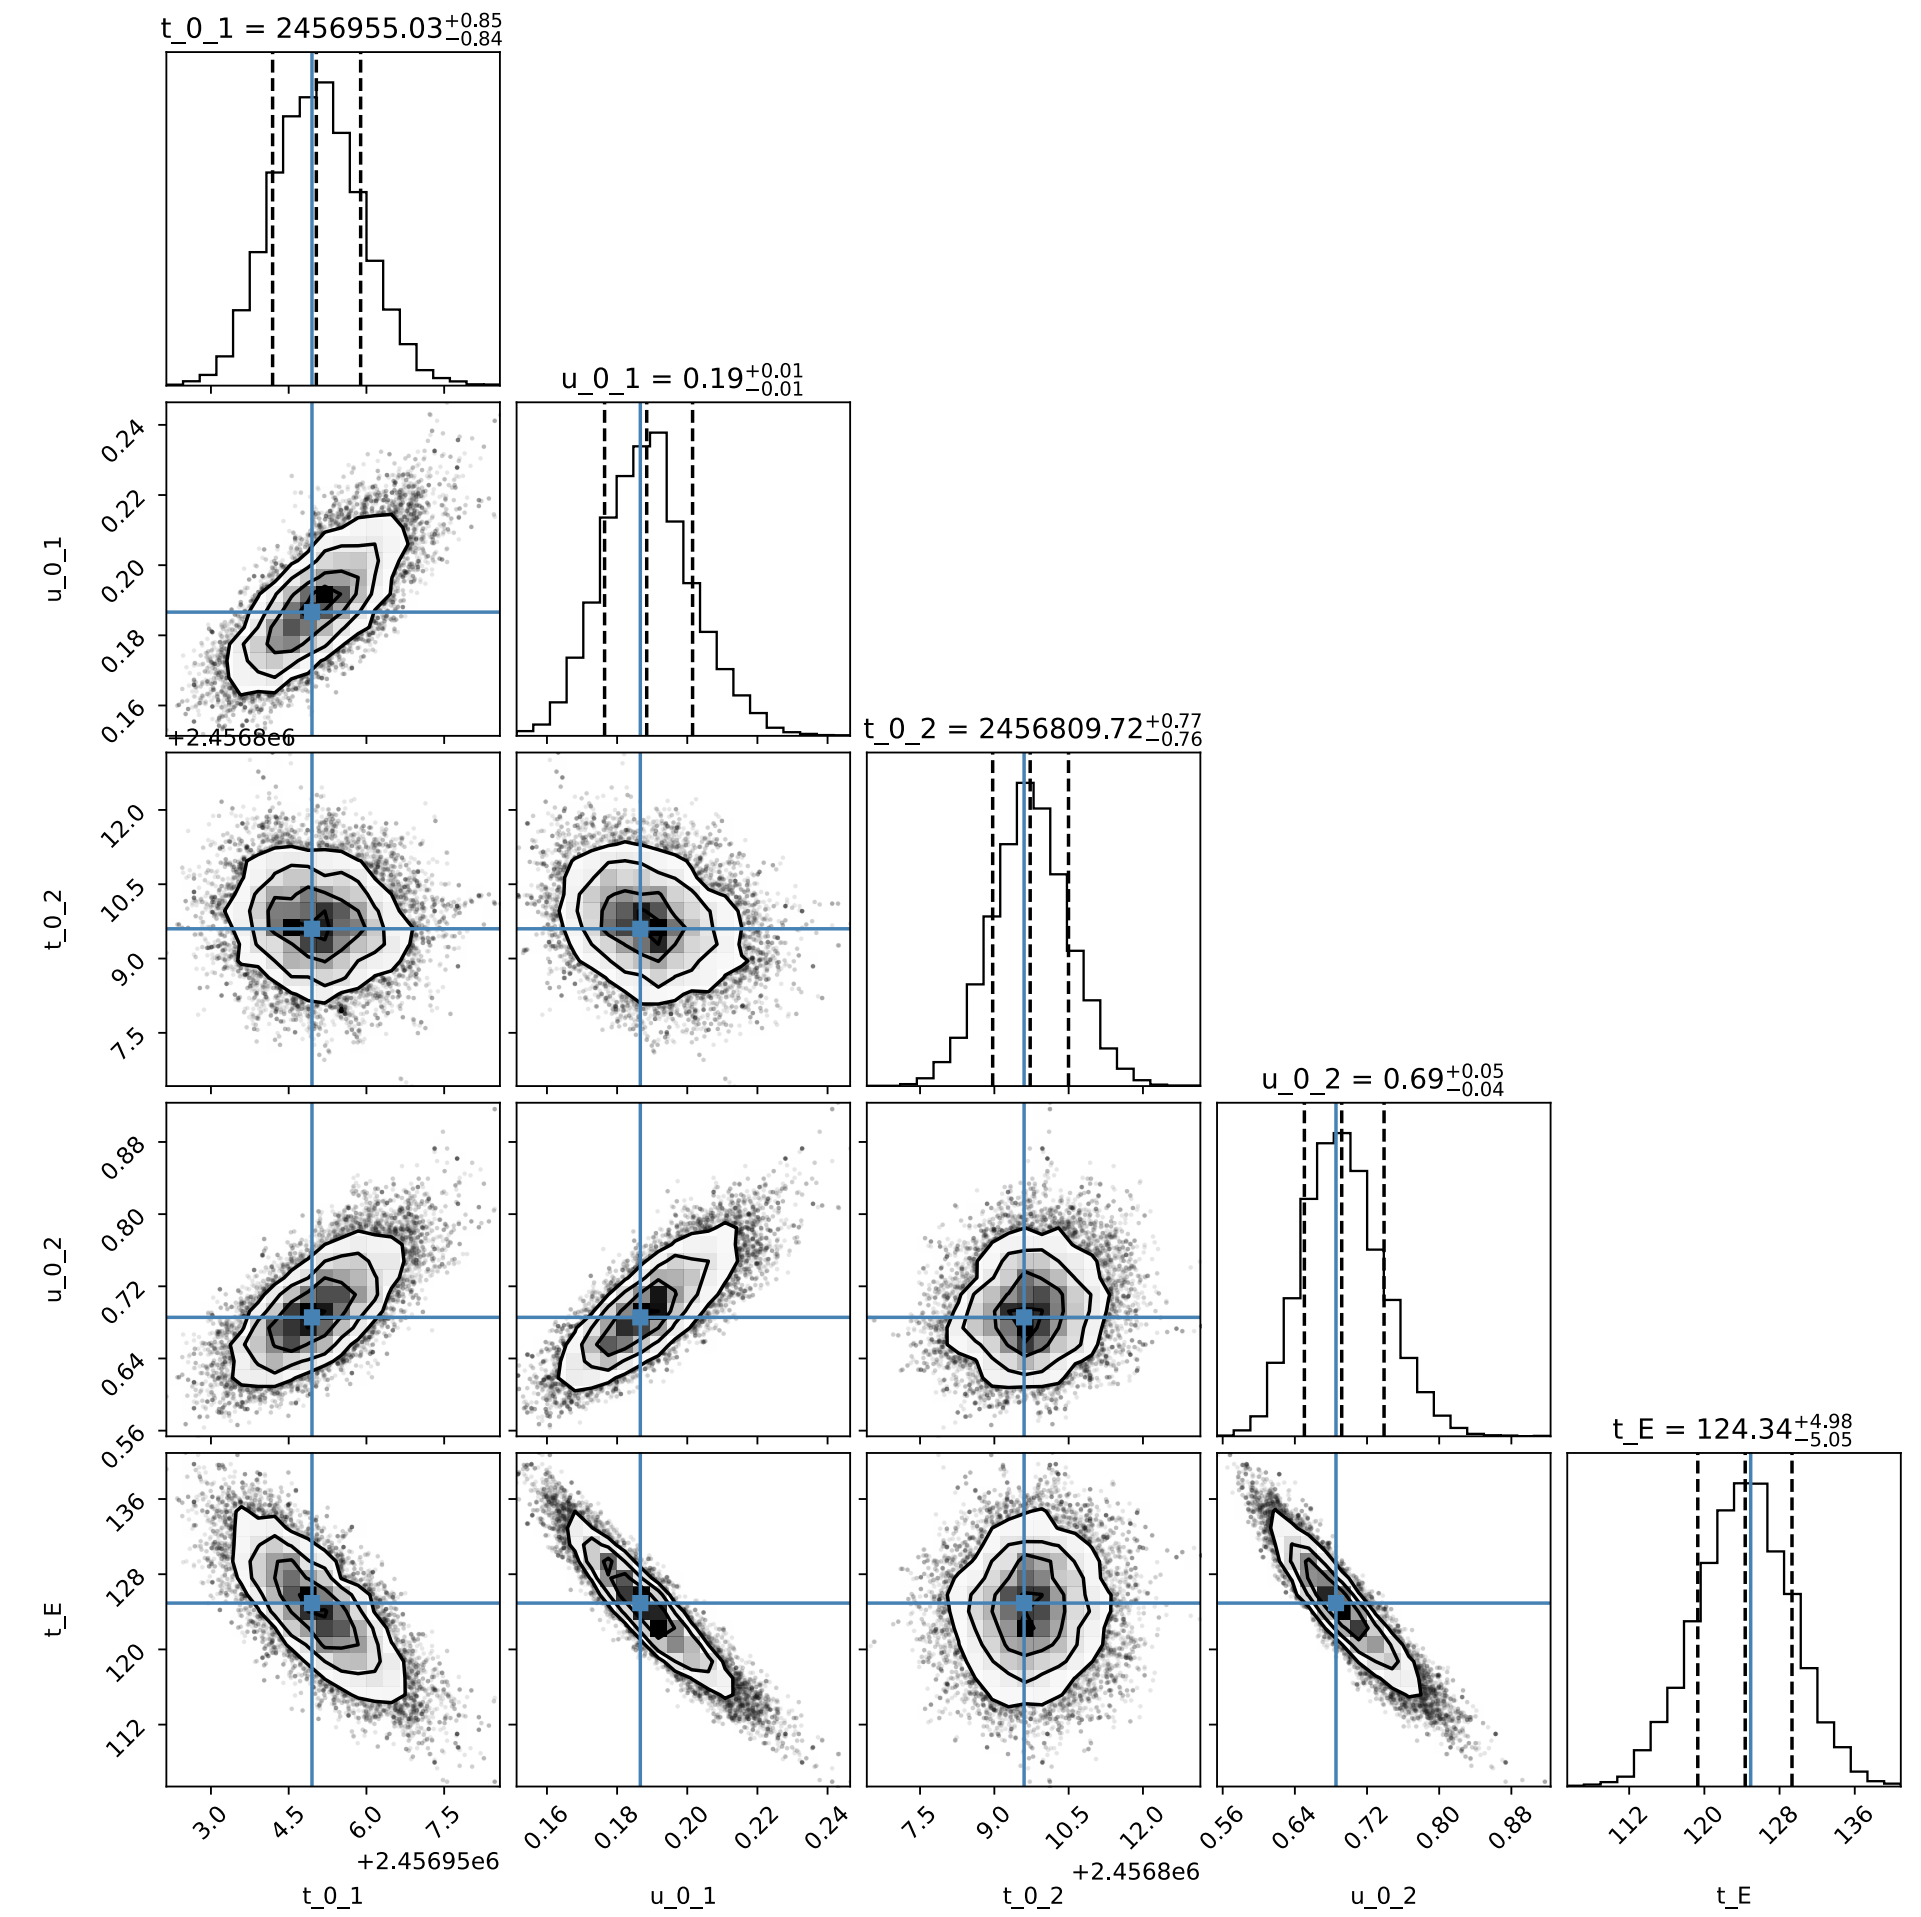 t_0_1 = 2456955.03+0.85 −0.84
u_0_1 = 0.19+0.01 −0.01
t_0_2 = 2456809.72+0.77 −0.76
u_0_2 = 0.69+0.05 −0.04
t_E = 124.34+4.98 −5.05
u_0_1
0.24
0.22
0.20
0.18
0.16
+2.4568e6
t_0_2
12.0
10.5
9.0
7.5
u_0_2
0.88
0.80
0.72
0.64
0.56
t_E
136
128
120
112
3.0 4.5 6.0 7.5
0.16 0.18 0.20 0.22 0.24
7.5 9.0 10.5 12.0
0.56 0.64 0.72 0.80 0.88
112 120 128 136
+2.45695e6
+2.4568e6
t_0_1 u_0_1 t_0_2 u_0_2 t_E